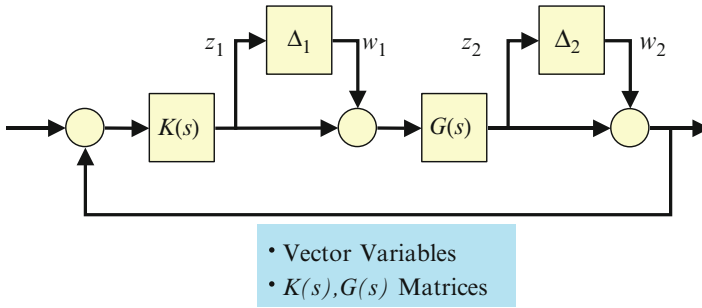 z₁ Δ₁ w₁ z₂ Δ₂ w₂
K(s) G(s)
• Vector Variables
• K(s),G(s) Matrices